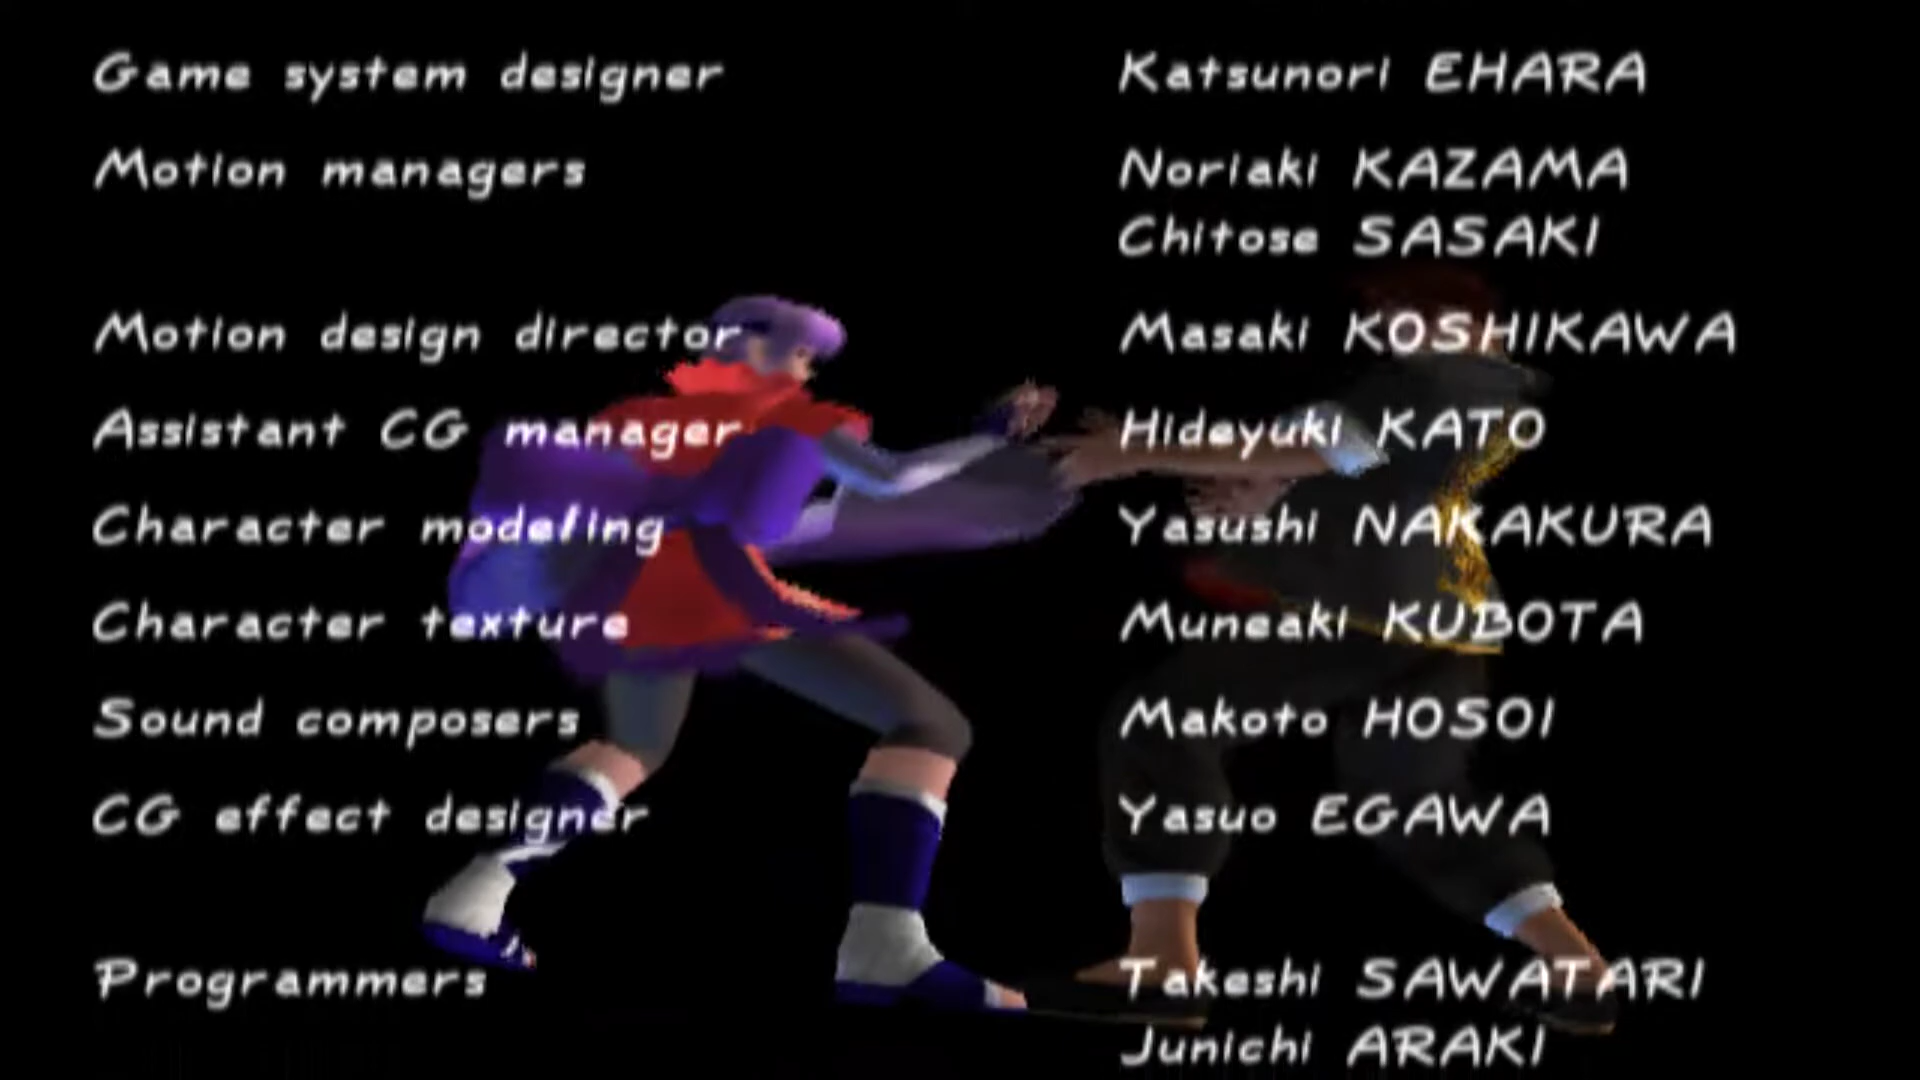 Game system designer Katsunori EHARA
Motion managers Noriaki KAZAMA
Chitose SASAKI
Motion design director Masaki KOSHIKAWA
Assistant CG manager Hideyuki KATO
Character modeling Yasushi NAKAKURA
Character texture Muneaki KUBOTA
Sound composers Makoto HOSOI
CG effect designer Yasuo EGAWA
Programmers Takeshi SAWATARI
Junichi ARAKI